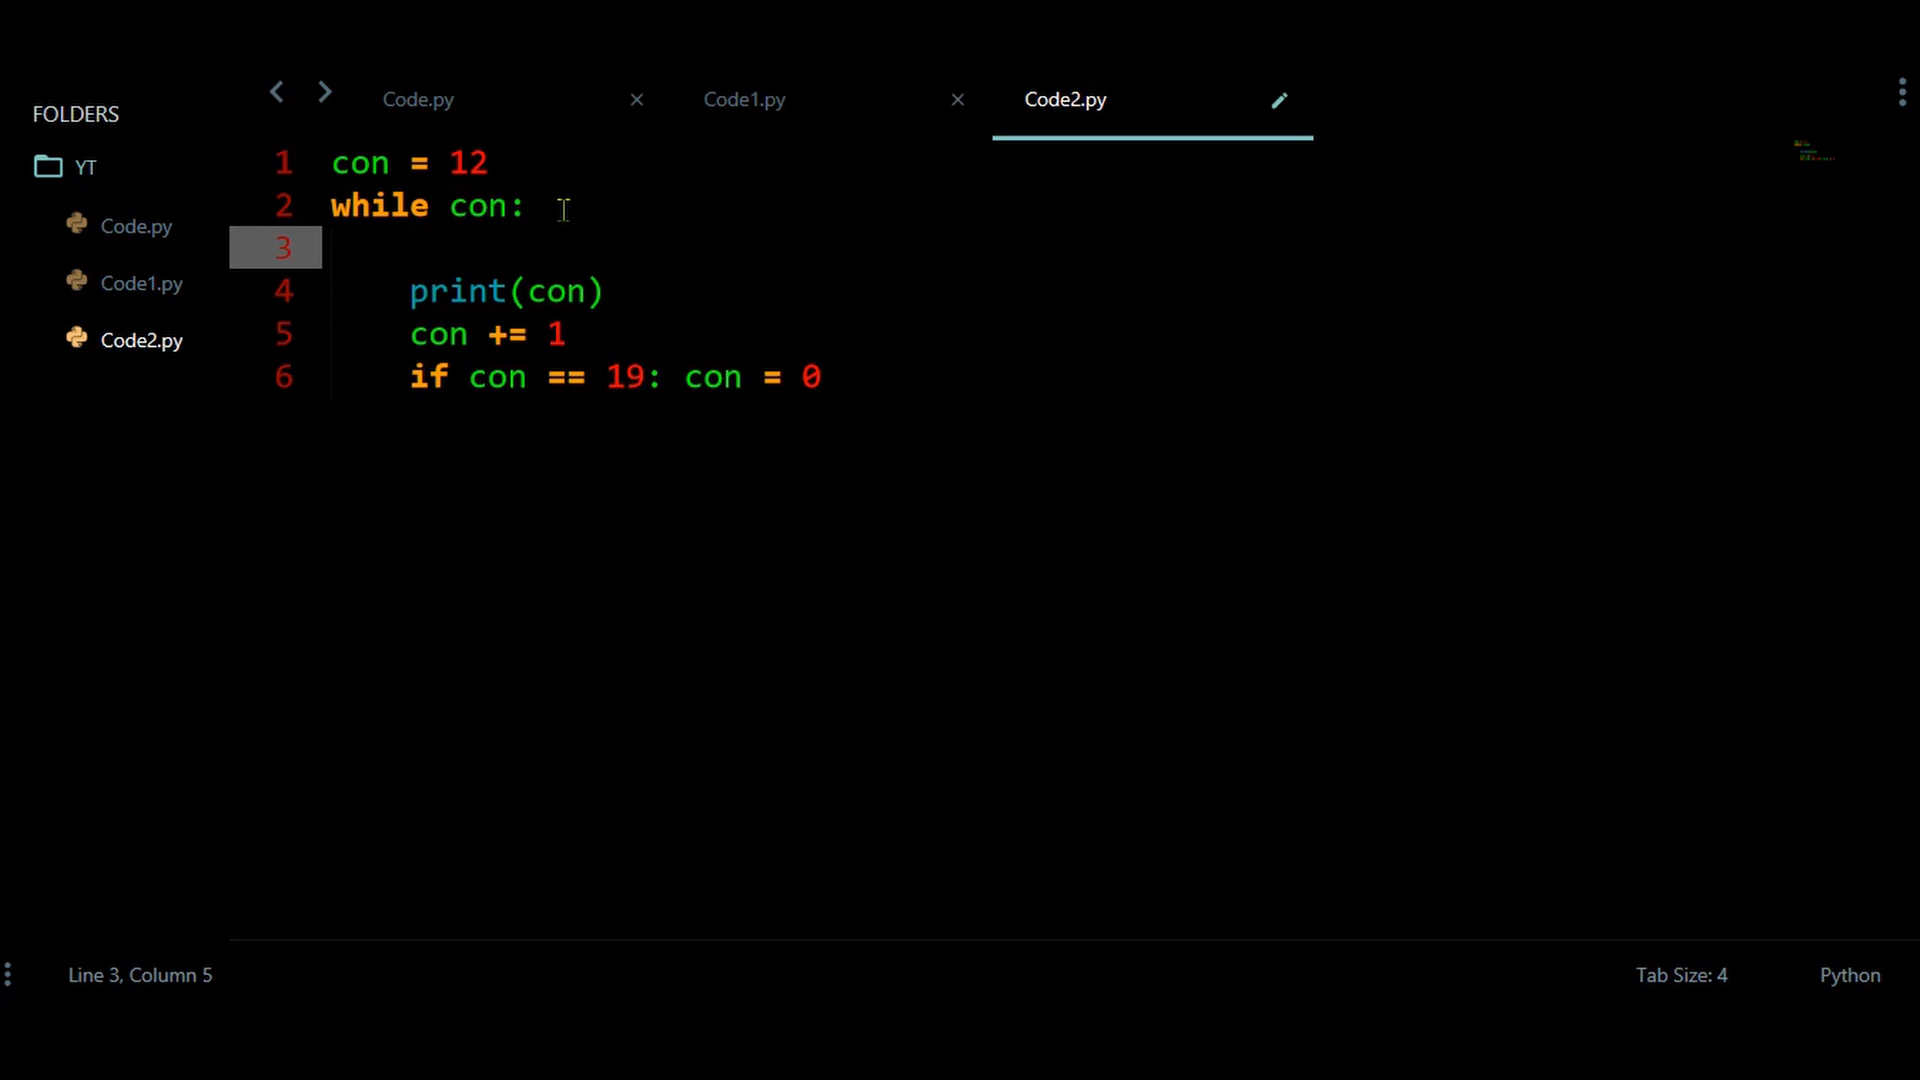 FOLDERS
YT
Code.py
Code1.py
Code2.py
Code.py
Code1.py
Code2.py
1 con = 12
2 while con:
3
4     print(con)
5     con += 1
6     if con == 19: con = 0
Line 3, Column 5
Tab Size: 4
Python